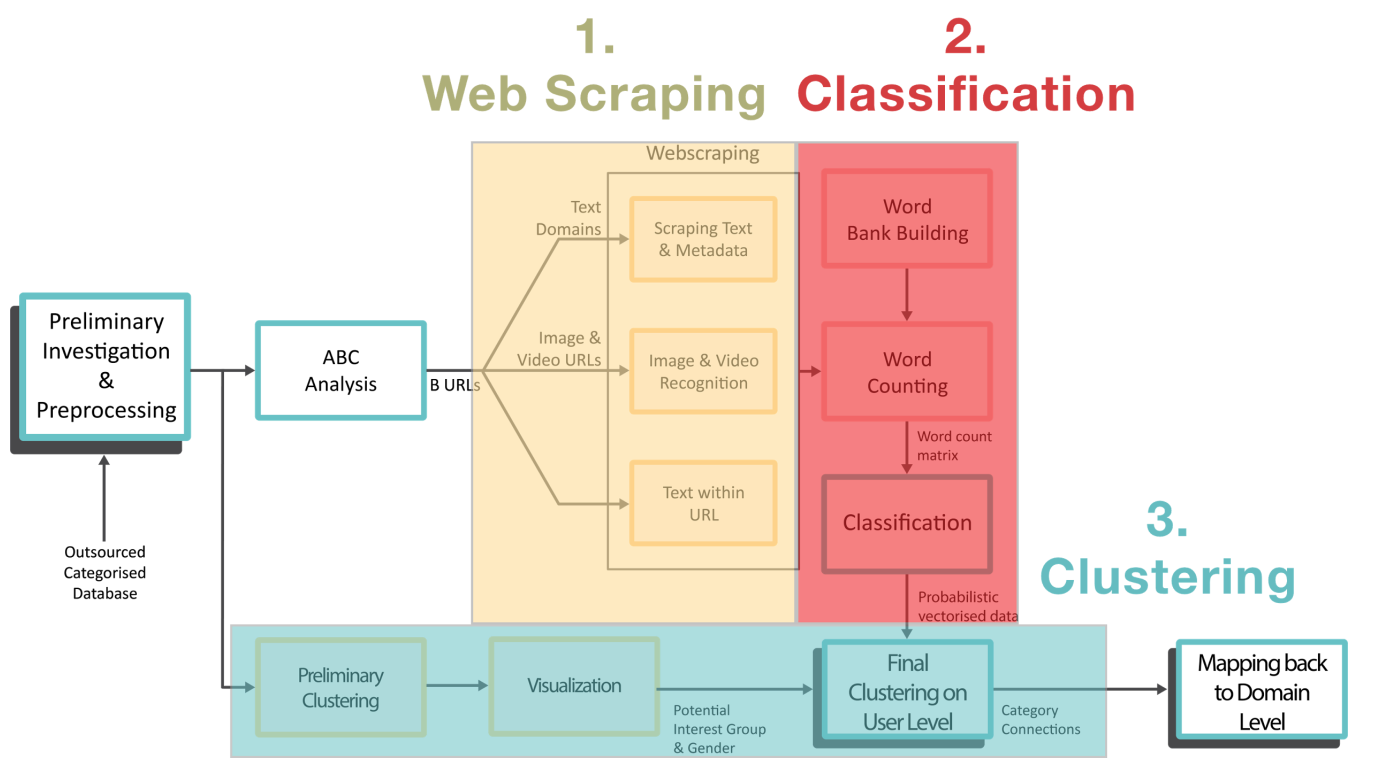 1.
Web Scraping
2.
Classification
Webscraping
Text
Domains
Scraping Text
& Metadata
Word
Bank Building
Preliminary
Investigation
&
Preprocessing
ABC
Analysis
B URLs
Image &
Video URLs
Image & Video
Recognition
Word
Counting
Word count
matrix
Text within
URL
Classification
3.
Clustering
Outsourced
Categorised
Database
Probabilistic
vectorised data
Preliminary
Clustering
Visualization
Potential
Interest Group
& Gender
Final
Clustering on
User Level
Category
Connections
Mapping back
to Domain
Level